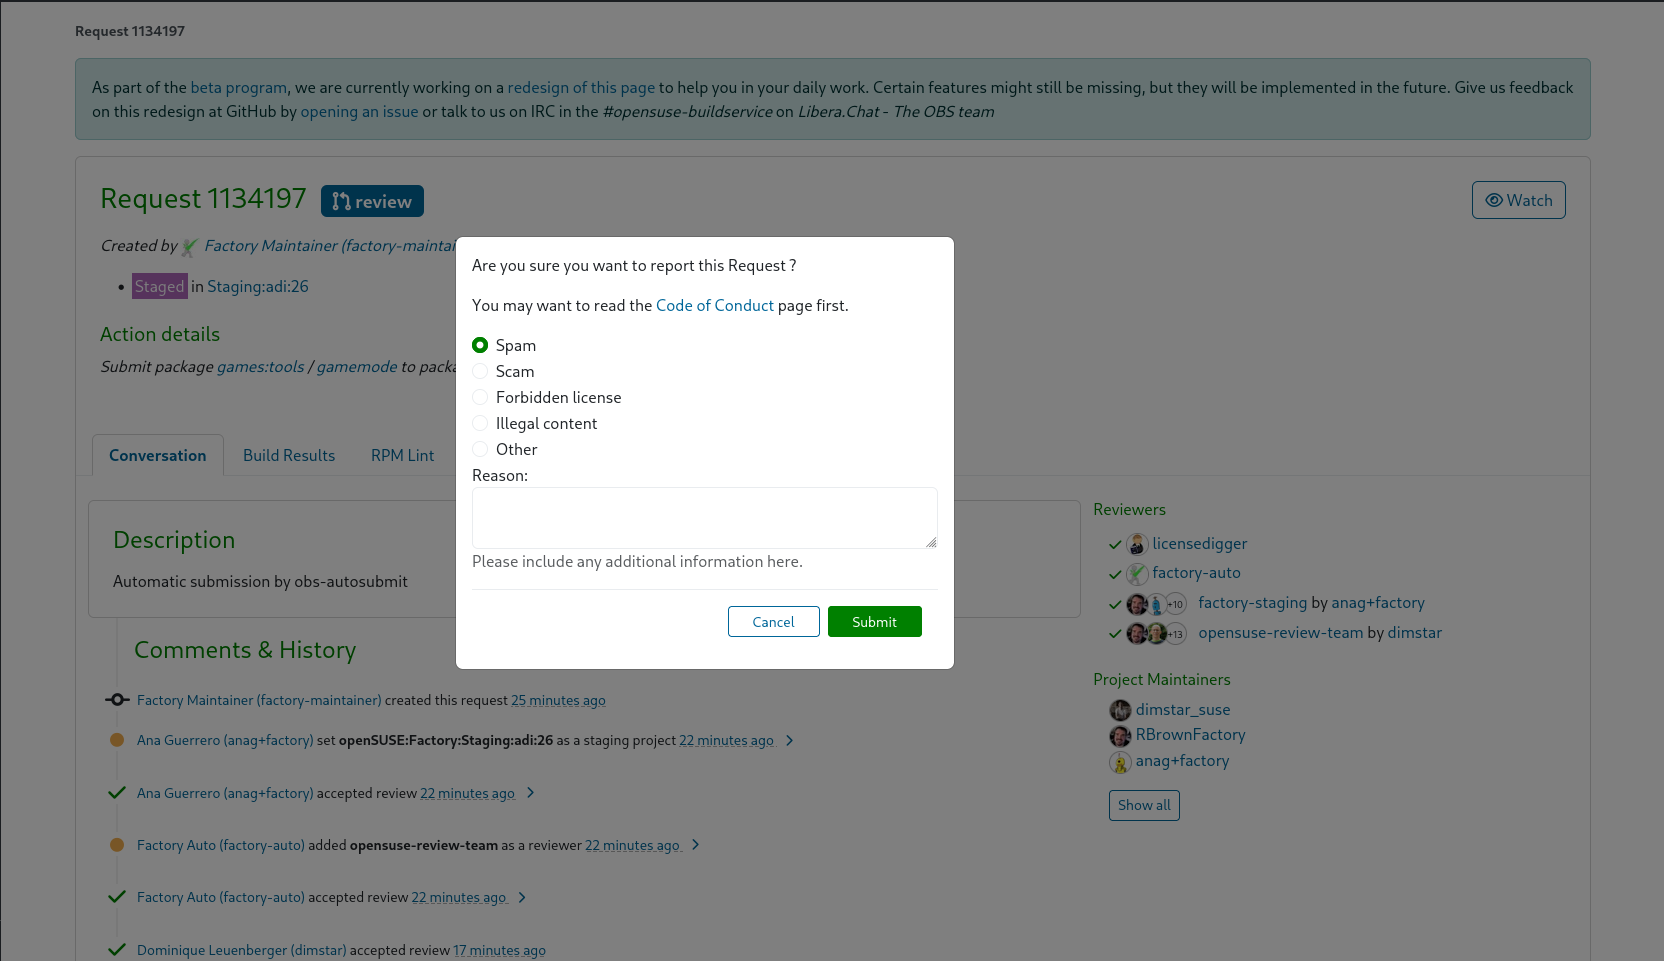 Request 1134197
As part of the beta program, we are currently working on a redesign of this page to help you in your daily work. Certain features might still be missing, but they will be implemented in the future. Give us feedback
on this redesign at GitHub by opening an issue or talk to us on IRC in the #opensuse-buildservice on Libera.Chat - The OBS team
Request 1134197 review
Watch
Created by Factory Maintainer (factory-maintai
Staged in Staging:adi:26
Action details
Submit package games:tools / gamemode to packa
Are you sure you want to report this Request ?
You may want to read the Code of Conduct page first.
Spam
Scam
Forbidden license
Illegal content
Other
Reason:
Please include any additional information here.
Cancel Submit
Conversation Build Results RPM Lint
Description
Automatic submission by obs-autosubmit
Comments & History
Factory Maintainer (factory-maintainer) created this request 25 minutes ago
Ana Guerrero (anag+factory) set openSUSE:Factory:Staging:adi:26 as a staging project 22 minutes ago
Ana Guerrero (anag+factory) accepted review 22 minutes ago
Factory Auto (factory-auto) added opensuse-review-team as a reviewer 22 minutes ago
Factory Auto (factory-auto) accepted review 22 minutes ago
Dominique Leuenberger (dimstar) accepted review 17 minutes ago
Reviewers
licensedigger
factory-auto
+10 factory-staging by anag+factory
+13 opensuse-review-team by dimstar
Project Maintainers
dimstar_suse
RBrownFactory
anag+factory
Show all